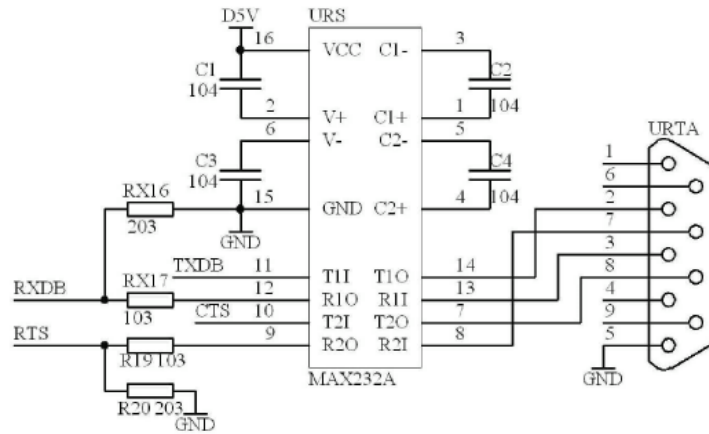 D5V
URS
16
VCC
C1-
3
C1
104
C2
104
2
V+
C1+
1
6
V-
C2-
5
URTA
C3
104
C4
104
1
6
RX16
203
15
GND
C2+
4
2
GND
7
TXDB
11
T1I
T1O
14
3
RXDB
RX17
103
12
R1O
R1I
13
8
CTS
10
T2I
T2O
7
4
RTS
9
R2O
R2I
8
9
R19 103
5
MAX232A
GND
R20 203
GND